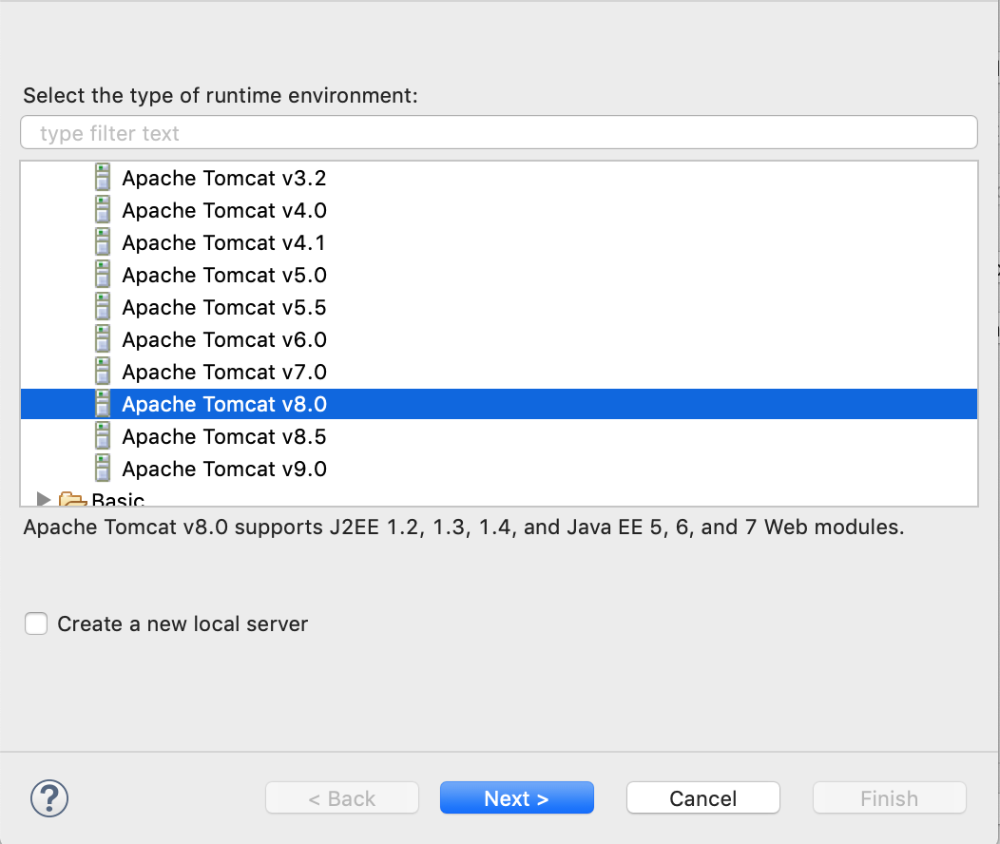 Select the type of runtime environment:
type filter text
Apache Tomcat v3.2
Apache Tomcat v4.0
Apache Tomcat v4.1
Apache Tomcat v5.0
Apache Tomcat v5.5
Apache Tomcat v6.0
Apache Tomcat v7.0
Apache Tomcat v8.0
Apache Tomcat v8.5
Apache Tomcat v9.0
Basic
Apache Tomcat v8.0 supports J2EE 1.2, 1.3, 1.4, and Java EE 5, 6, and 7 Web modules.
Create a new local server
? < Back Next > Cancel Finish